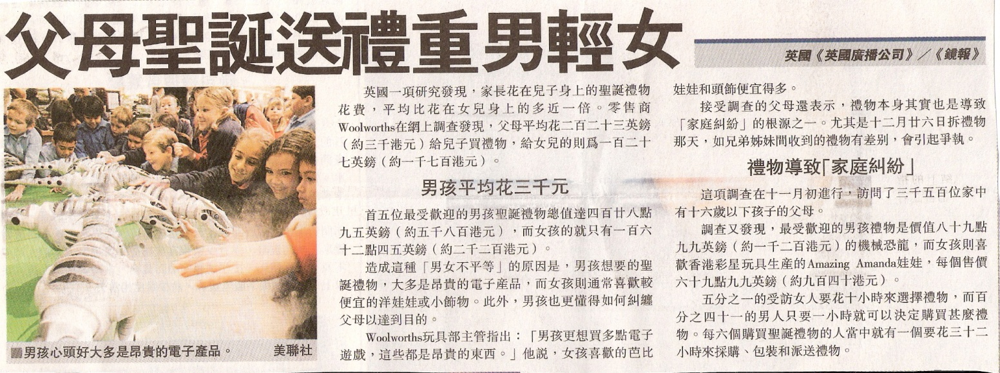 父母聖誕送禮重男輕女
英國《英國廣播公司》／《鏡報》
■男孩心頭好大多是昂貴的電子產品。 美聯社
英國一項研究發現，家長花在兒子身上的聖誕禮物
花費，平均比花在女兒身上的多近一倍。零售商
Woolworths在網上調查發現，父母平均花二百二十三英鎊
（約三千港元）給兒子買禮物，給女兒的則爲一百二十
七英鎊（約一千七百港元）。
男孩平均花三千元
首五位最受歡迎的男孩聖誕禮物總值達四百廿八點
九五英鎊（約五千八百港元），而女孩的就只有一百六
十二點四五英鎊（約二千二百港元）。
造成這種「男女不平等」的原因是，男孩想要的聖
誕禮物，大多是昂貴的電子產品，而女孩則通常喜歡較
便宜的洋娃娃或小飾物。此外，男孩也更懂得如何糾纏
父母以達到目的。
Woolworths玩具部主管指出：「男孩更想買多點電子
遊戲，這些都是昂貴的東西。」他説，女孩喜歡的芭比
娃娃和頭飾便宜得多。
接受調查的父母還表示，禮物本身其實也是導致
「家庭糾紛」的根源之一。尤其是十二月廿六日拆禮物
那天，如兄弟姊妹間收到的禮物有差別，會引起爭執。
禮物導致「家庭糾紛」
這項調查在十一月初進行，訪問了三千五百位家中
有十六歲以下孩子的父母。
調查又發現，最受歡迎的男孩禮物是價值八十九點
九九英鎊（約一千二百港元）的機械恐龍，而女孩則喜
歡香港彩星玩具生產的Amazing Amanda娃娃，每個售價
六十九點九九英鎊（約九百四十港元）。
五分之一的受訪女人要花十小時來選擇禮物，而百
分之四十一的男人只要一小時就可以決定購買甚麼禮
物。每六個購買聖誕禮物的人當中就有一個要花三十二
小時來採購、包裝和派送禮物。